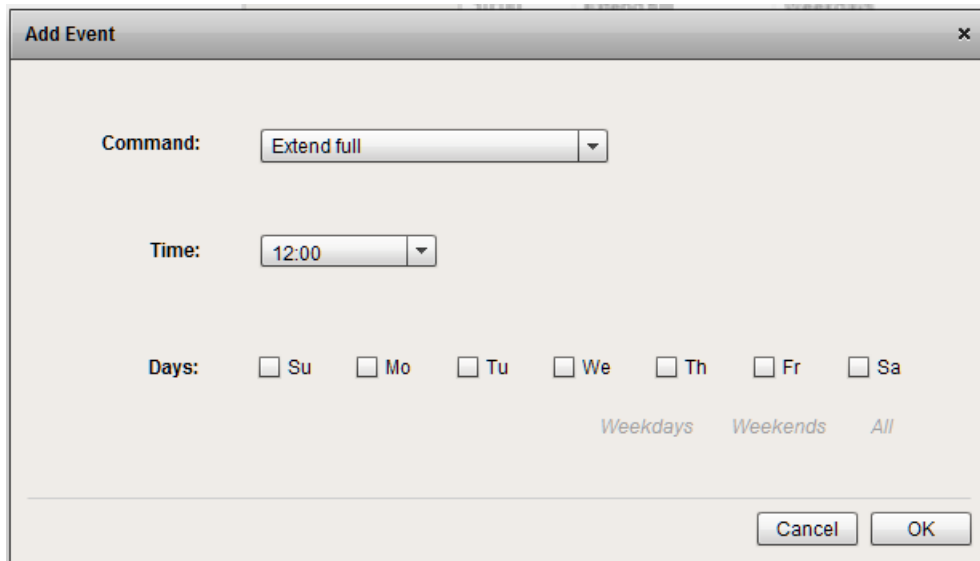 Add Event
Command: Extend full
Time: 12:00
Days: Su Mo Tu We Th Fr Sa
Weekdays Weekends All
Cancel OK